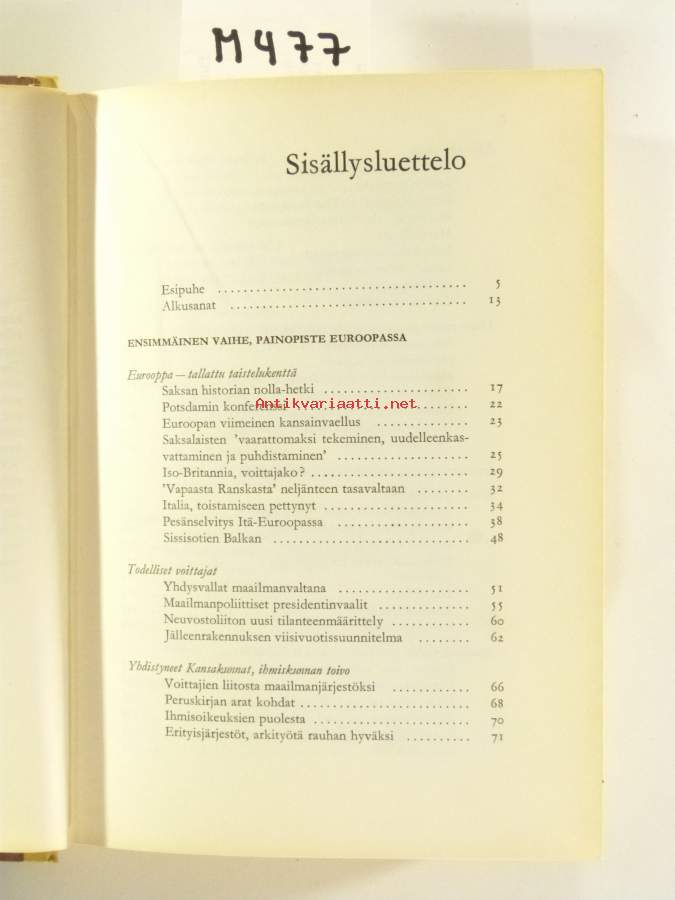 M477
Sisällysluettelo
Esipuhe .......... 5
Alkusanat .......... 13
ENSIMMÄINEN VAIHE, PAINOPISTE EUROOPASSA
Eurooppa — tallattu taistelukenttä
Saksan historian nolla-hetki .......... 17
Antikvariaatti.net
Potsdamin konferenssi .......... 22
Euroopan viimeinen kansainvaellus .......... 23
Saksalaisten 'vaarattomaksi tekeminen, uudelleenkas-
vattaminen ja puhdistaminen' .......... 25
Iso-Britannia, voittajako? .......... 29
'Vapaasta Ranskasta' neljänteen tasavaltaan .......... 32
Italia, toistamiseen pettynyt .......... 34
Pesänselvitys Itä-Euroopassa .......... 38
Sissisotien Balkan .......... 48
Todelliset voittajat
Yhdysvallat maailmanvaltana .......... 51
Maailmanpoliittiset presidentinvaalit .......... 55
Neuvostoliiton uusi tilanteenmäärittely .......... 60
Jälleenrakennuksen viisivuotissuunnitelma .......... 62
Yhdistyneet Kansakunnat, ihmiskunnan toivo
Voittajien liitosta maailmanjärjestöksi .......... 66
Peruskirjan arat kohdat .......... 68
Ihmisoikeuksien puolesta .......... 70
Erityisjärjestöt, arkityötä rauhan hyväksi .......... 71